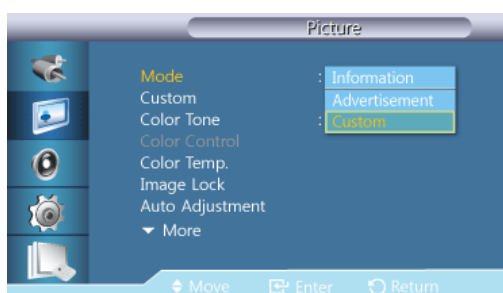 Picture
Mode : Information
Custom Advertisement
Color Tone : Custom
Color Control
Color Temp.
Image Lock
Auto Adjustment
More
Move Enter Return